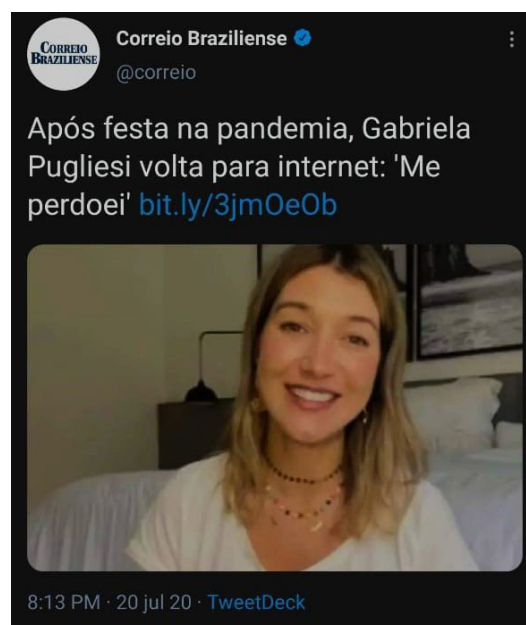 CORREIO
BRAZILIENSE
Correio Braziliense
@correio
Após festa na pandemia, Gabriela
Pugliesi volta para internet: 'Me
perdoei' bit.ly/3jmOeOb
8:13 PM · 20 jul 20 · TweetDeck